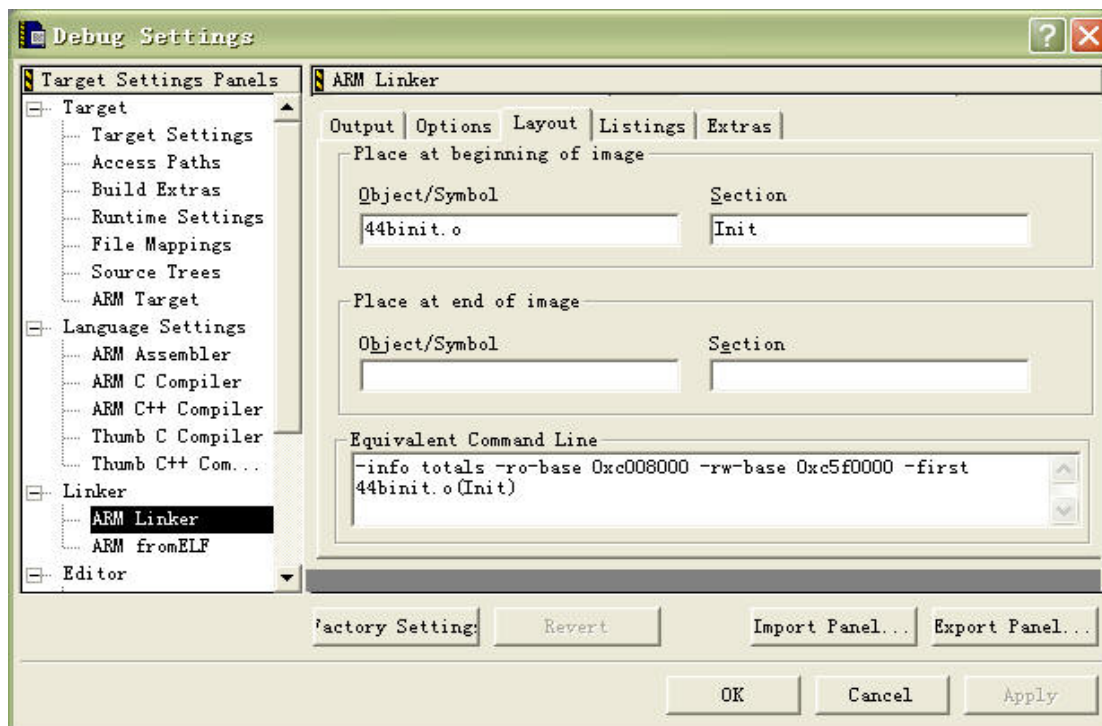 Debug Settings
Target Settings Panels
Target
Target Settings
Access Paths
Build Extras
Runtime Settings
File Mappings
Source Trees
ARM Target
Language Settings
ARM Assembler
ARM C Compiler
ARM C++ Compiler
Thumb C Compiler
Thumb C++ Com...
Linker
ARM Linker
ARM fromELF
Editor
ARM Linker
Output Options Layout Listings Extras
Place at beginning of image
Object/Symbol Section
44binit.o Init
Place at end of image
Object/Symbol Section
Equivalent Command Line
-info totals -ro-base 0xc008000 -rw-base 0xc5f0000 -first
44binit.o(Init)
Factory Settings Revert Import Panel... Export Panel...
OK Cancel Apply